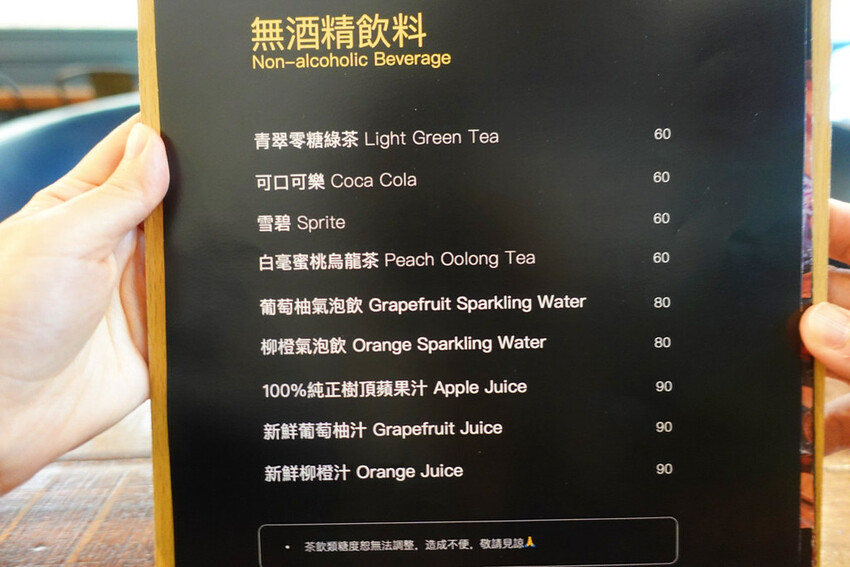 無酒精飲料
Non-alcoholic Beverage
青翠零糖綠茶 Light Green Tea 60
可口可樂 Coca Cola 60
雪碧 Sprite 60
白毫蜜桃烏龍茶 Peach Oolong Tea 60
葡萄柚氣泡飲 Grapefruit Sparkling Water 80
柳橙氣泡飲 Orange Sparkling Water 80
100%純正樹頂蘋果汁 Apple Juice 90
新鮮葡萄柚汁 Grapefruit Juice 90
新鮮柳橙汁 Orange Juice 90
• 茶飲類糖度恕無法調整，造成不便，敬請見諒🙏